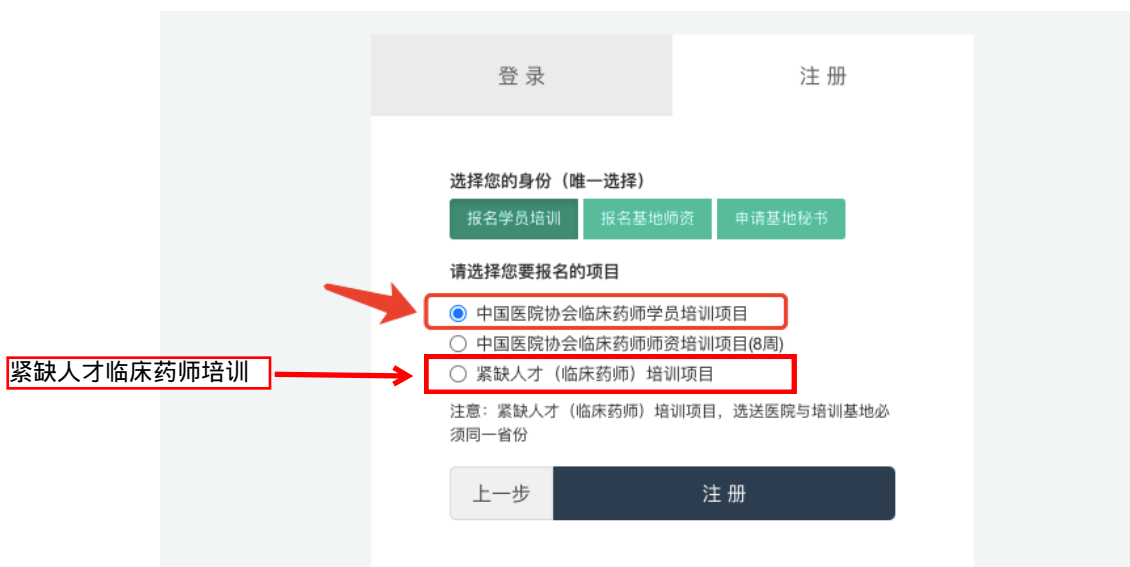 登 录
注 册
选择您的身份（唯一选择）
报名学员培训
报名基地师资
申请基地秘书
请选择您要报名的项目
中国医院协会临床药师学员培训项目
中国医院协会临床药师师资培训项目(8周)
紧缺人才临床药师培训
紧缺人才（临床药师）培训项目
注意：紧缺人才（临床药师）培训项目，选送医院与培训基地必
须同一省份
上一步
注 册